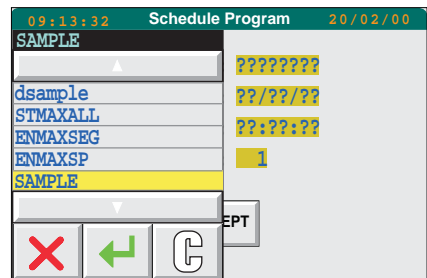 09:13:32 Schedule Program 20/02/00
SAMPLE
????????
dsample
??/??/??
STMAXALL
ENMAXSEG
??:??:??
ENMAXSP
1
SAMPLE
EPT
C